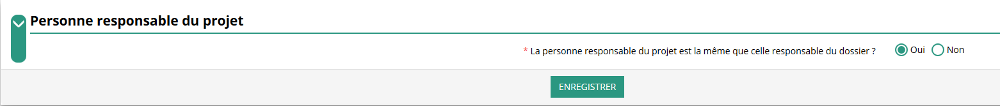 Personne responsable du projet
* La personne responsable du projet est la même que celle responsable du dossier ? Oui Non
ENREGISTRER